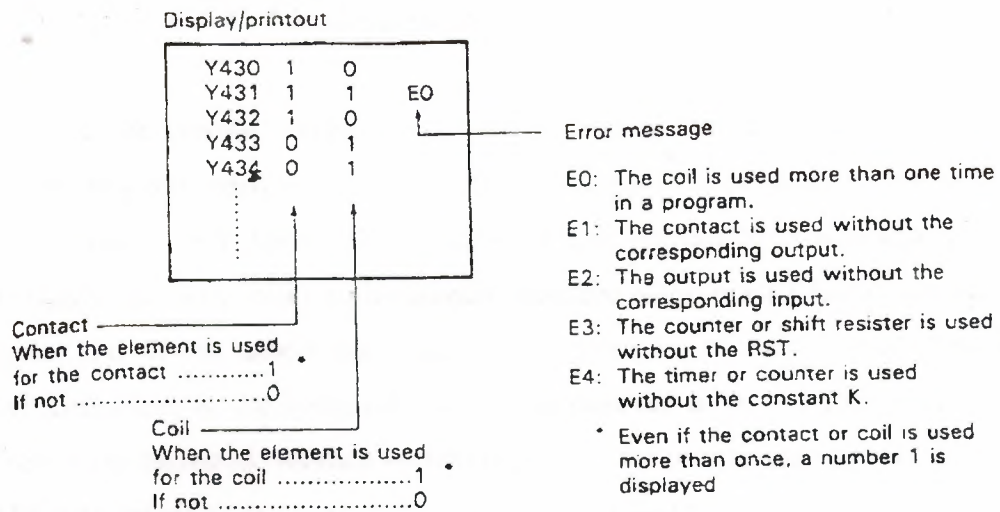 Display/printout
Y430 1 0
Y431 1 1 E0
Y432 1 0
Y433 0 1
Y434 0 1
Error message
E0: The coil is used more than one time
in a program.
E1: The contact is used without the
corresponding output.
E2: The output is used without the
corresponding input.
E3: The counter or shift resister is used
without the RST.
E4: The timer or counter is used
without the constant K.
* Even if the contact or coil is used
more than once, a number 1 is
displayed
Contact
When the element is used
for the contact ............1 *
If not .........................0
Coil
When the element is used
for the coil .................1 *
If not ..........................0